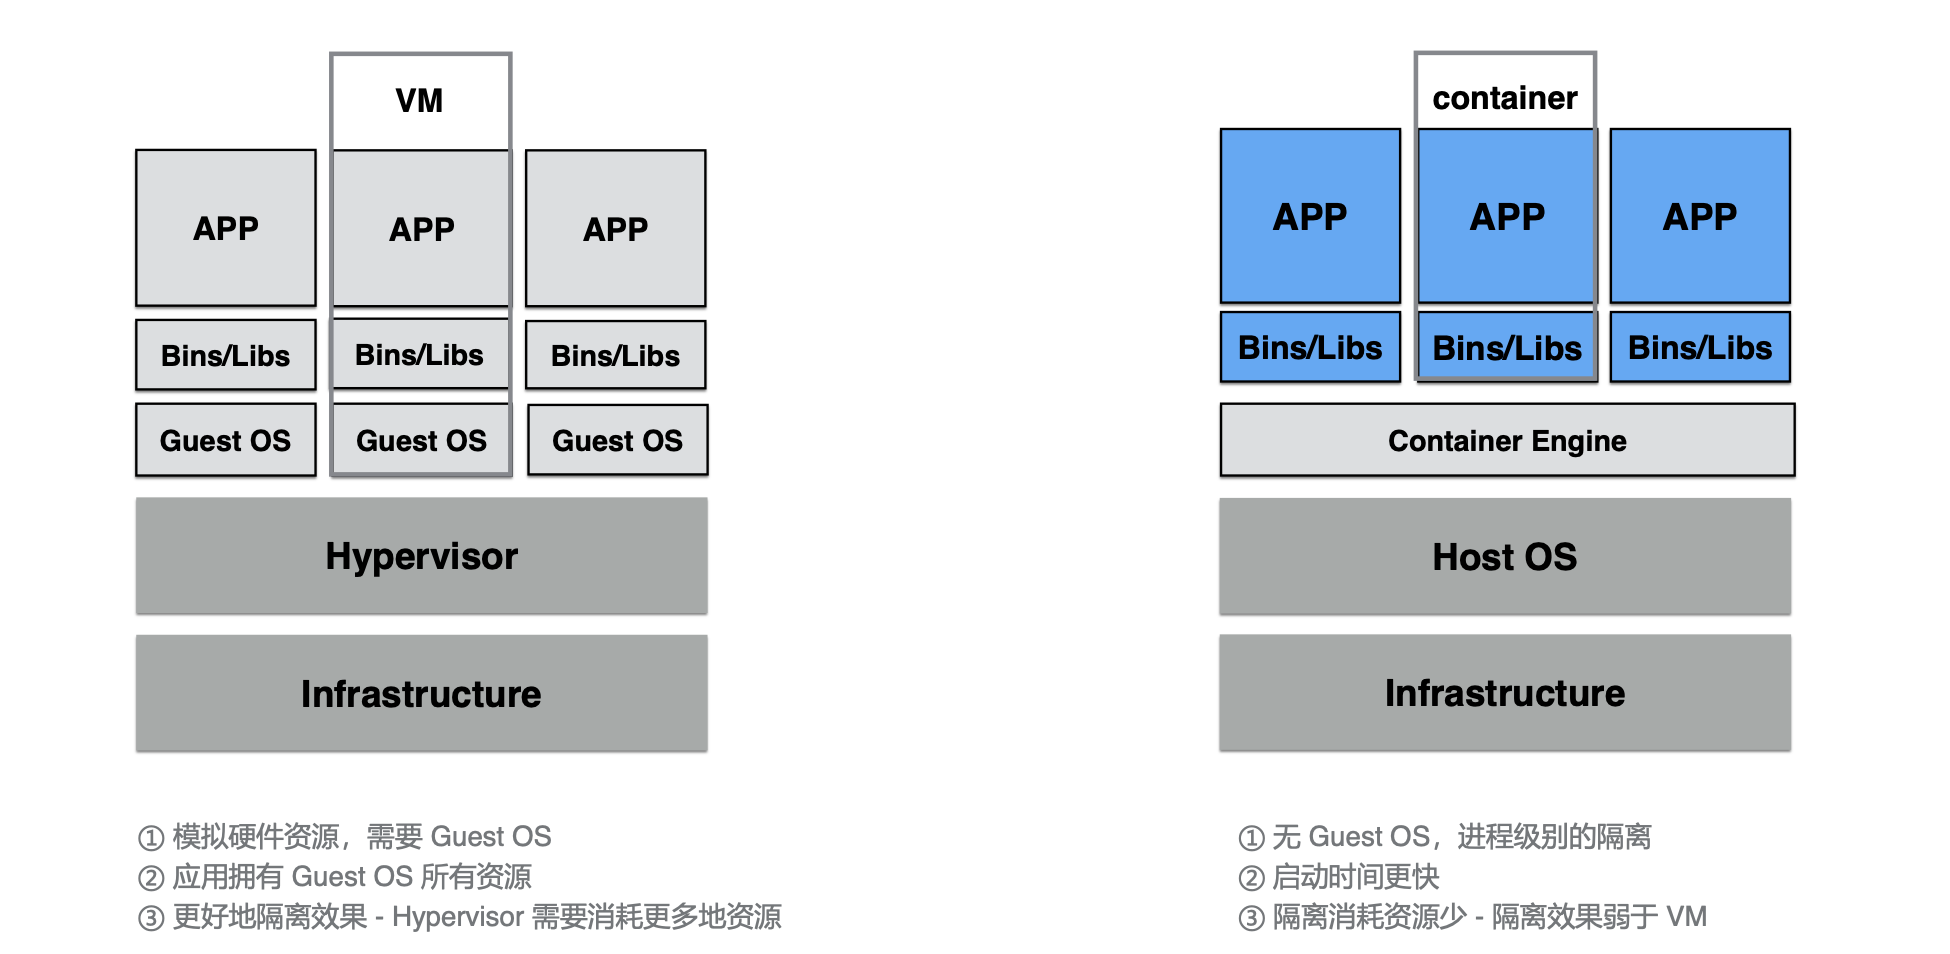 VM
APP
APP
APP
Bins/Libs
Bins/Libs
Bins/Libs
Guest OS
Guest OS
Guest OS
Hypervisor
Infrastructure
① 模拟硬件资源，需要 Guest OS
② 应用拥有 Guest OS 所有资源
③ 更好地隔离效果 - Hypervisor 需要消耗更多地资源
container
APP
APP
APP
Bins/Libs
Bins/Libs
Bins/Libs
Container Engine
Host OS
Infrastructure
① 无 Guest OS，进程级别的隔离
② 启动时间更快
③ 隔离消耗资源少 - 隔离效果弱于 VM